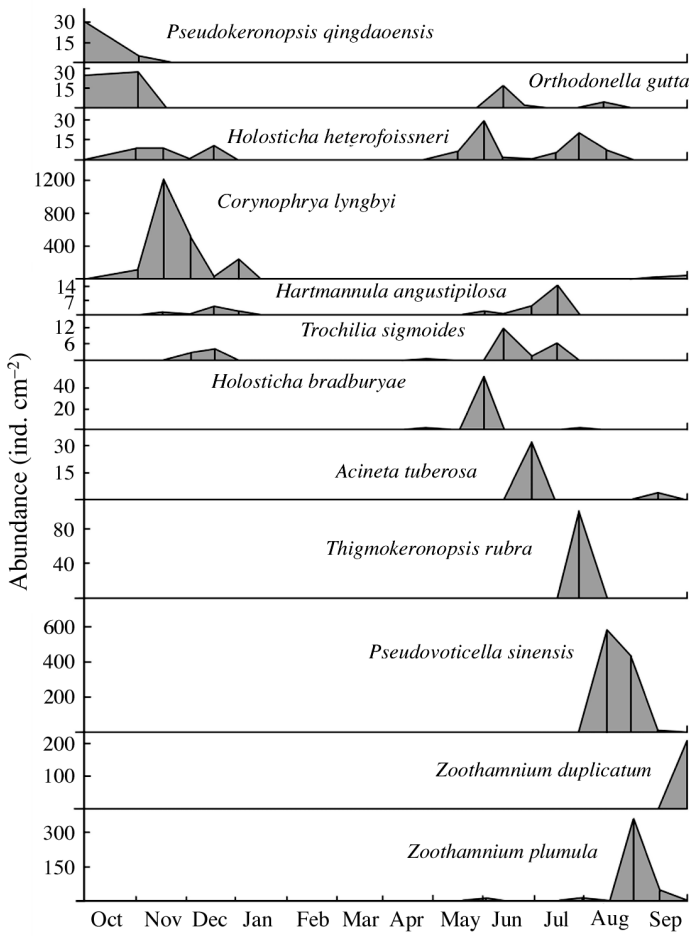 Abundance (ind. cm⁻²)
30
15
Pseudokeronopsis qingdaoensis
30
15
Orthodonella gutta
30
15
Holosticha heterofoissneri
1200
800
400
Corynophrya lyngbyi
14
7
Hartmannula angustipilosa
12
6
Trochilia sigmoides
40
20
Holosticha bradburyae
30
15
Acineta tuberosa
80
40
Thigmokeronopsis rubra
600
400
200
Pseudovoticella sinensis
200
100
Zoothamnium duplicatum
300
150
Zoothamnium plumula
Oct Nov Dec Jan Feb Mar Apr May Jun Jul Aug Sep